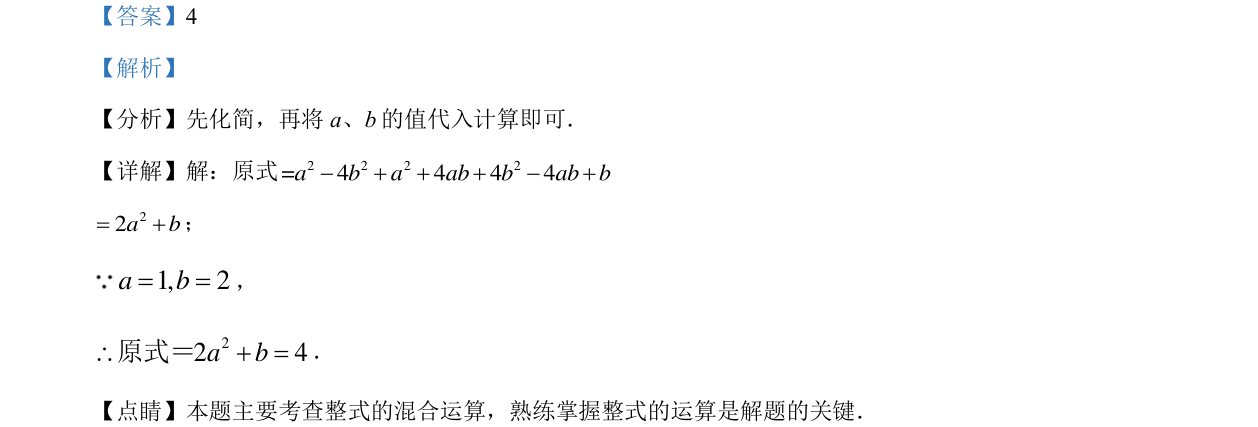 【答案】4
【解析】
【分析】先化简，再将 a、b 的值代入计算即可．
【详解】解：原式=a² − 4b² + a² + 4ab + 4b² − 4ab + b
= 2a² + b；
∵ a = 1, b = 2，
∴原式＝2a² + b = 4．
【点睛】本题主要考查整式的混合运算，熟练掌握整式的运算是解题的关键．